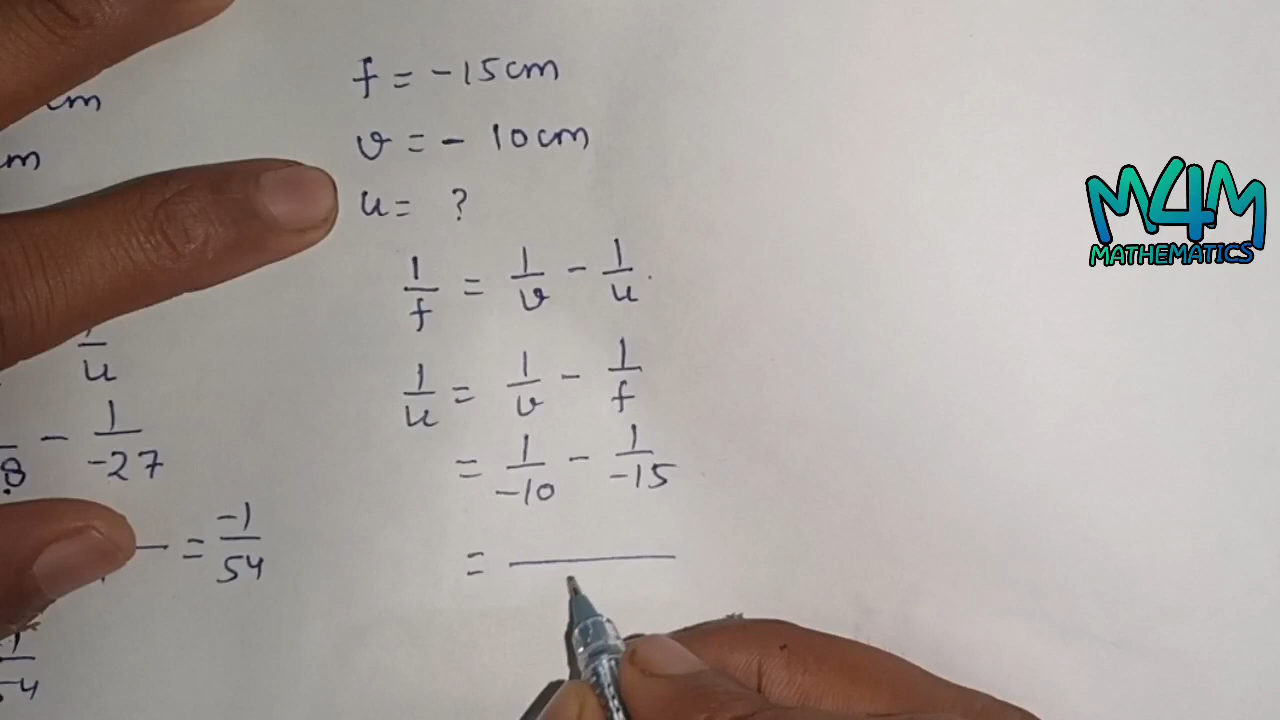 f = -15cm
v = - 10cm
u = ?
1/f = 1/v - 1/u
1/u = 1/v - 1/f
= 1/-10 - 1/-15
=
cm
m
u
8 - 1/-27
= -1/54
M4M
MATHEMATICS